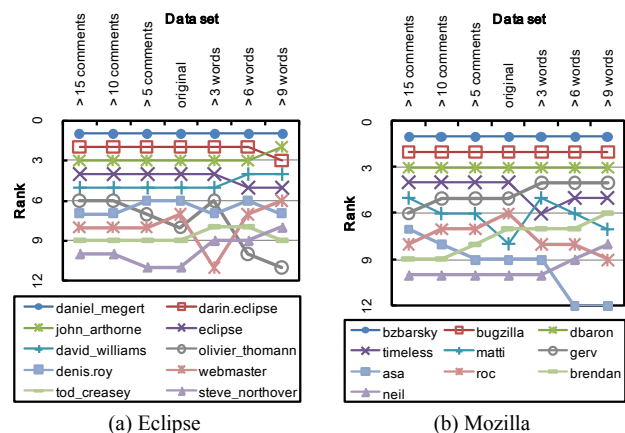 Data set
> 15 comments
> 10 comments
> 5 comments
original
> 3 words
> 6 words
> 9 words
Rank
0
3
6
9
12
daniel_megert
darin.eclipse
john_arthorne
eclipse
david_williams
olivier_thomann
denis.roy
webmaster
tod_creasey
steve_northover
(a) Eclipse
Data set
> 15 comments
> 10 comments
> 5 comments
original
> 3 words
> 6 words
> 9 words
Rank
0
3
6
9
12
bzbarsky
bugzilla
dbaron
timeless
matti
gerv
asa
roc
brendan
neil
(b) Mozilla